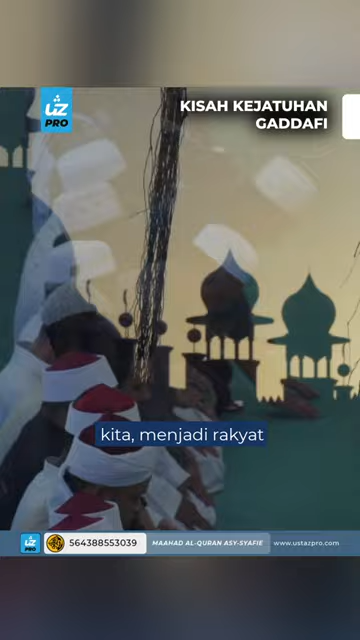 UZ
PRO
KISAH KEJATUHAN
GADDAFI
kita, menjadi rakyat
UZ
PRO
564388553039
MAAHAD AL-QURAN ASY-SYAFIE
www.ustazpro.com